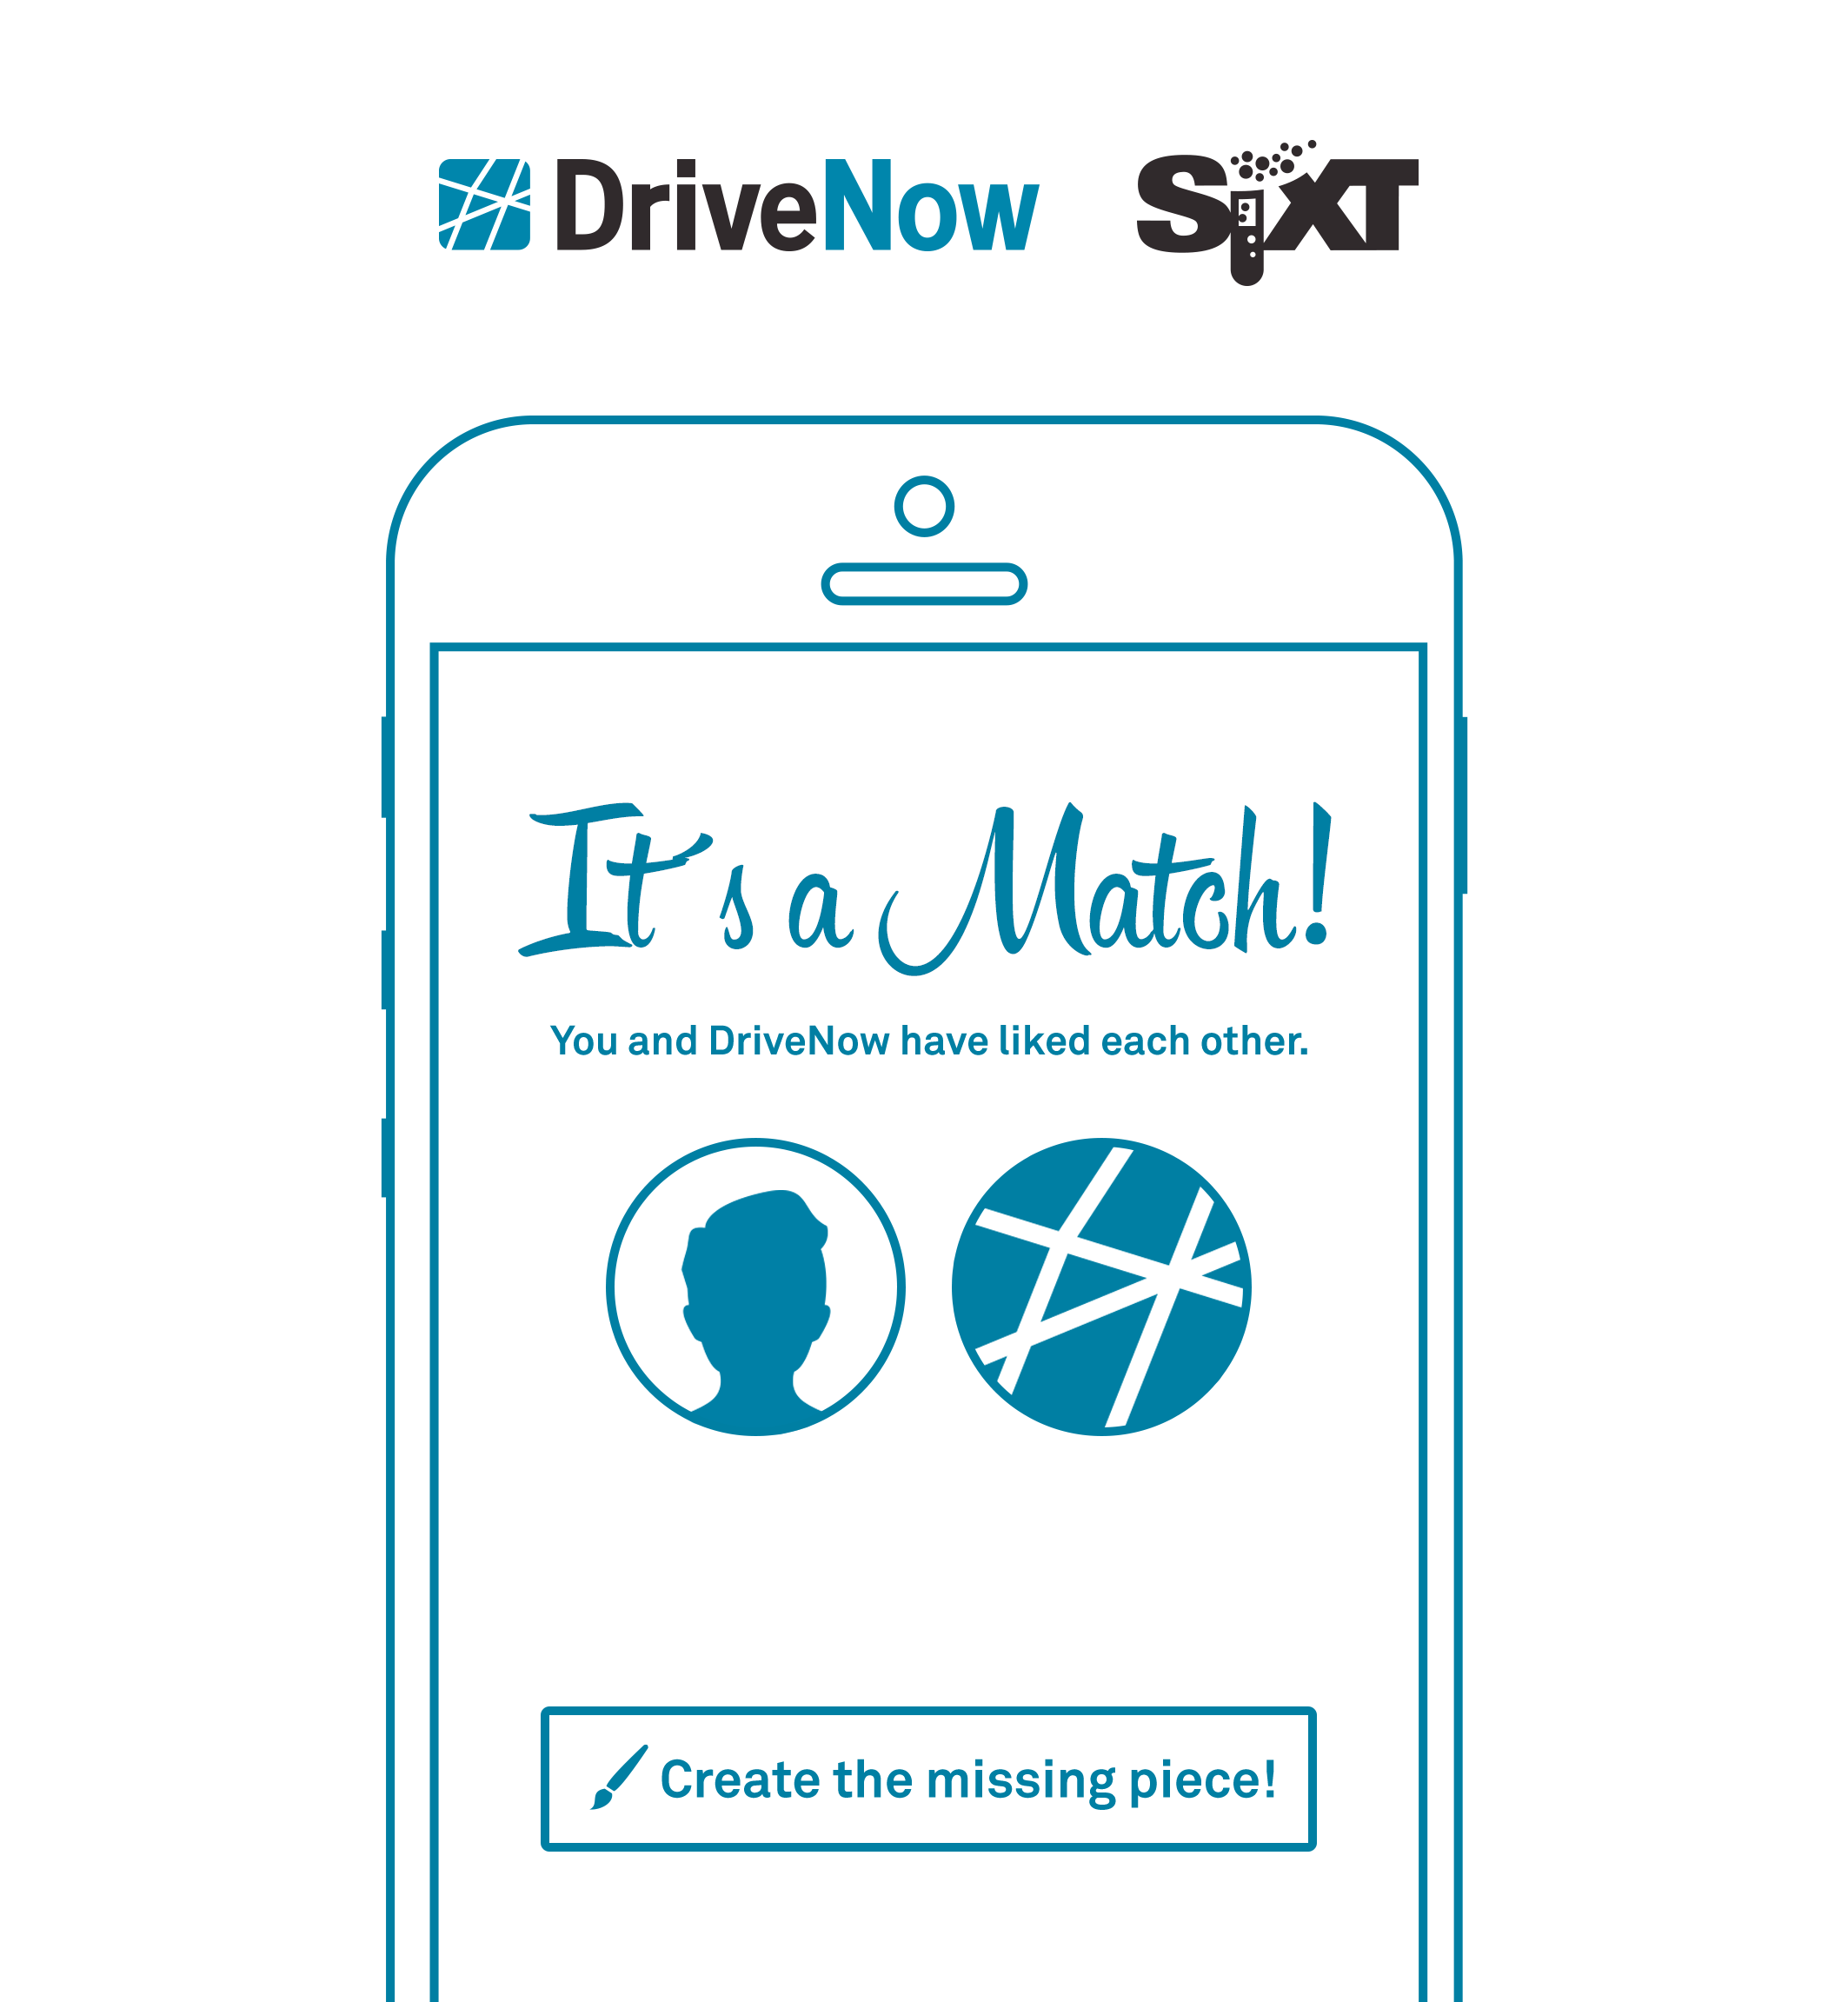 DriveNow SIXT
It's a Match!
You and DriveNow have liked each other.
Create the missing piece!